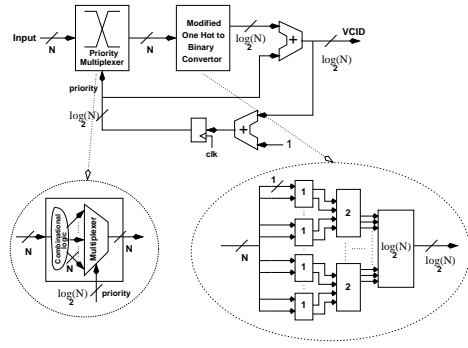 Input
N
Priority
Multiplexer
N
Modified
One Hot to
Binary
Convertor
log(N)
2
+
VCID
log(N)
2
priority
log(N)
2
clk
+
1
N
Combinational
logic
N
Multiplexer
N
log(N)
2
priority
N
1
1
1
1
1
2
2
log(N)
2
log(N)
2